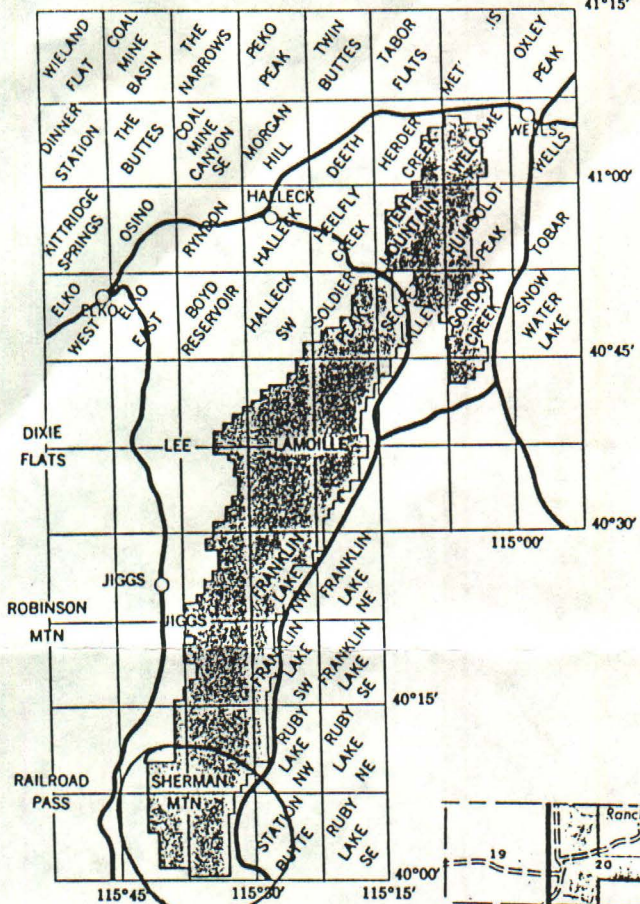 41°15'
WIELAND
FLAT
COAL
MINE
BASIN
THE
NARROWS
PEKO
PEAK
TWIN
BUTTES
TABOR
FLATS
OXLEY
PEAK
DINNER
STATION
THE
BUTTES
COAL
MINE
CANYON
SE
MORGAN
HILL
DEETH
HERDER
CREEK
WELCOME
WELLS
WELLS
41°00'
KITTRIDGE
SPRINGS
OSINO
RYNDON
HALLECK
HALLECK
HEELFLY
CREEK
MOUNTAIN
HUMBOLDT
PEAK
TOBAR
ELKO
WEST
ELKO
ELKO
EAST
BOYD
RESERVOIR
HALLECK
SW
SOLDIER
PEAK
GORDON
CREEK
SNOW
WATER
LAKE
40°45'
DIXIE
FLATS
LEE
LAMOILLE
40°30'
115°00'
JIGGS
ROBINSON
MTN
JIGGS
FRANKLIN
LAKE
NW
FRANKLIN
LAKE
NE
FRANKLIN
LAKE
SW
FRANKLIN
LAKE
SE
40°15'
RUBY
LAKE
NW
RUBY
LAKE
NE
RAILROAD
PASS
SHERMAN
MTN
STATION
BUTTE
RUBY
LAKE
SE
40°00'
115°45'
115°30'
115°15'
19
20